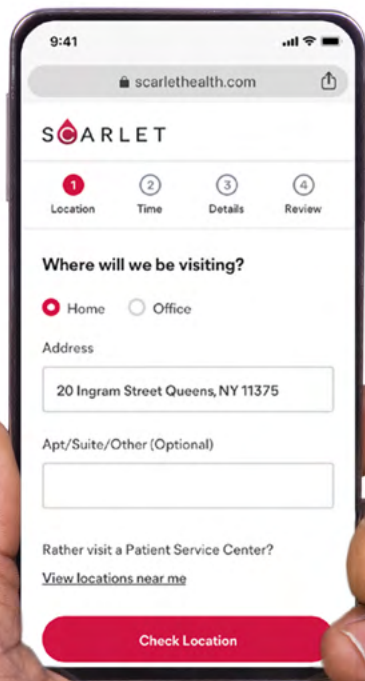 9:41
scarlethealth.com
SCARLET
1 2 3 4
Location Time Details Review
Where will we be visiting?
Home Office
Address
20 Ingram Street Queens, NY 11375
Apt/Suite/Other (Optional)
Rather visit a Patient Service Center?
View locations near me
Check Location